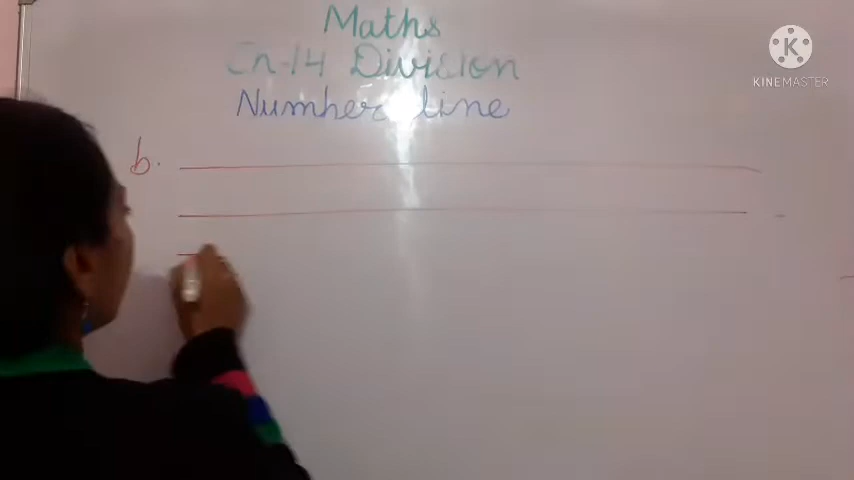 Maths
Ch-14 Division
Number line
b.
K
KINEMASTER